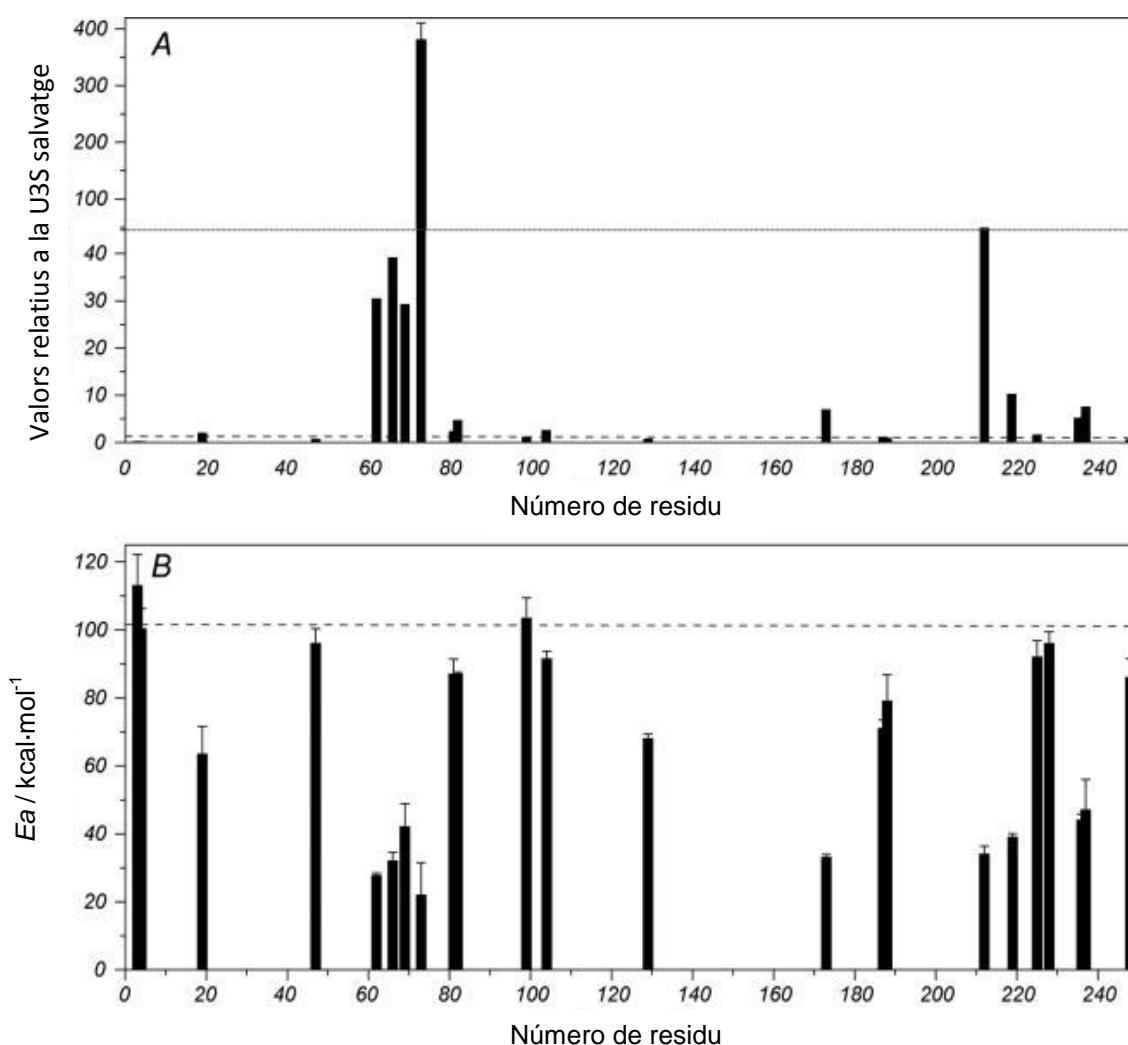 A
Valors relatius a la U3S salvatge
400
300
200
100
40
30
20
10
0
0 20 40 60 80 100 120 140 160 180 200 220 240
Número de residu
B
Ea / kcal·mol⁻¹
120
100
80
60
40
20
0
0 20 40 60 80 100 120 140 160 180 200 220 240
Número de residu